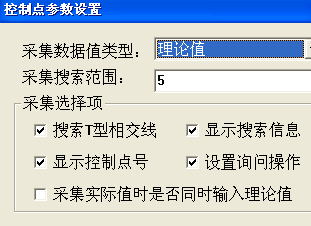 控制点参数设置
采集数据值类型： 理论值
采集搜索范围： 5
采集选择项
搜索T型相交线 显示搜索信息
显示控制点号 设置询问操作
采集实际值时是否同时输入理论值